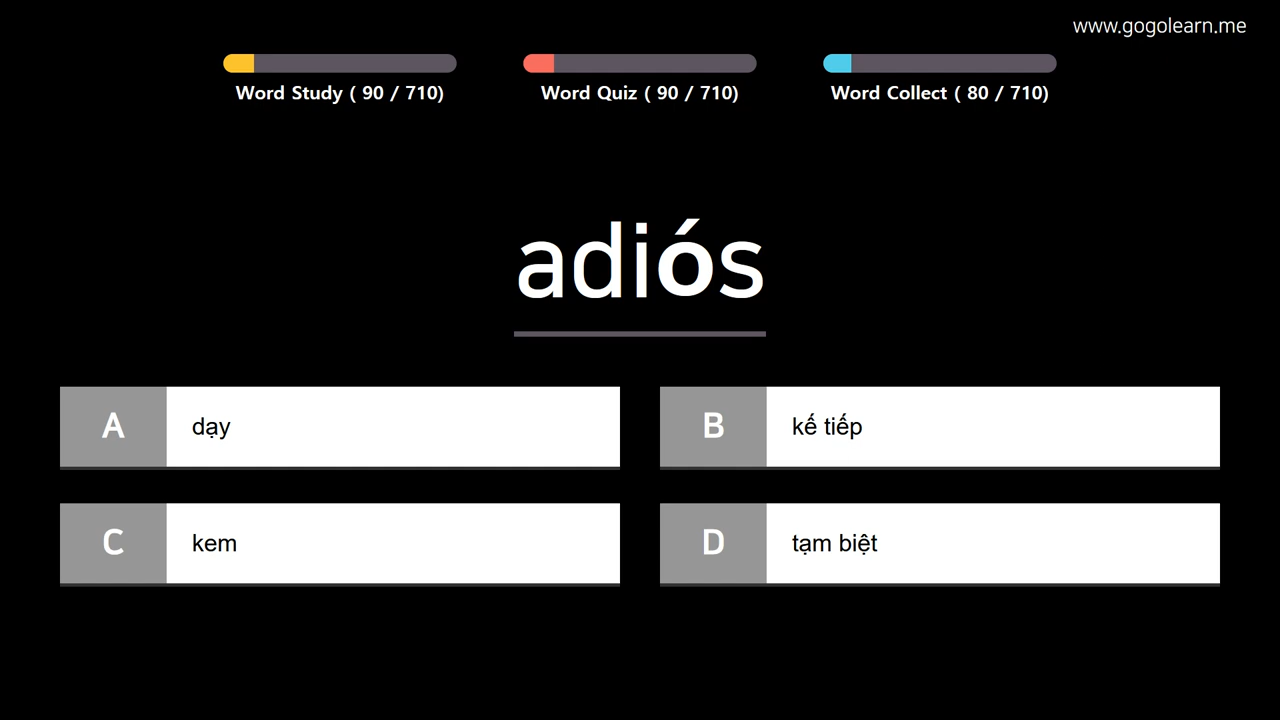 www.gogolearn.me
Word Study ( 90 / 710)
Word Quiz ( 90 / 710)
Word Collect ( 80 / 710)
adiós
A
dạy
B
kế tiếp
C
kem
D
tạm biệt